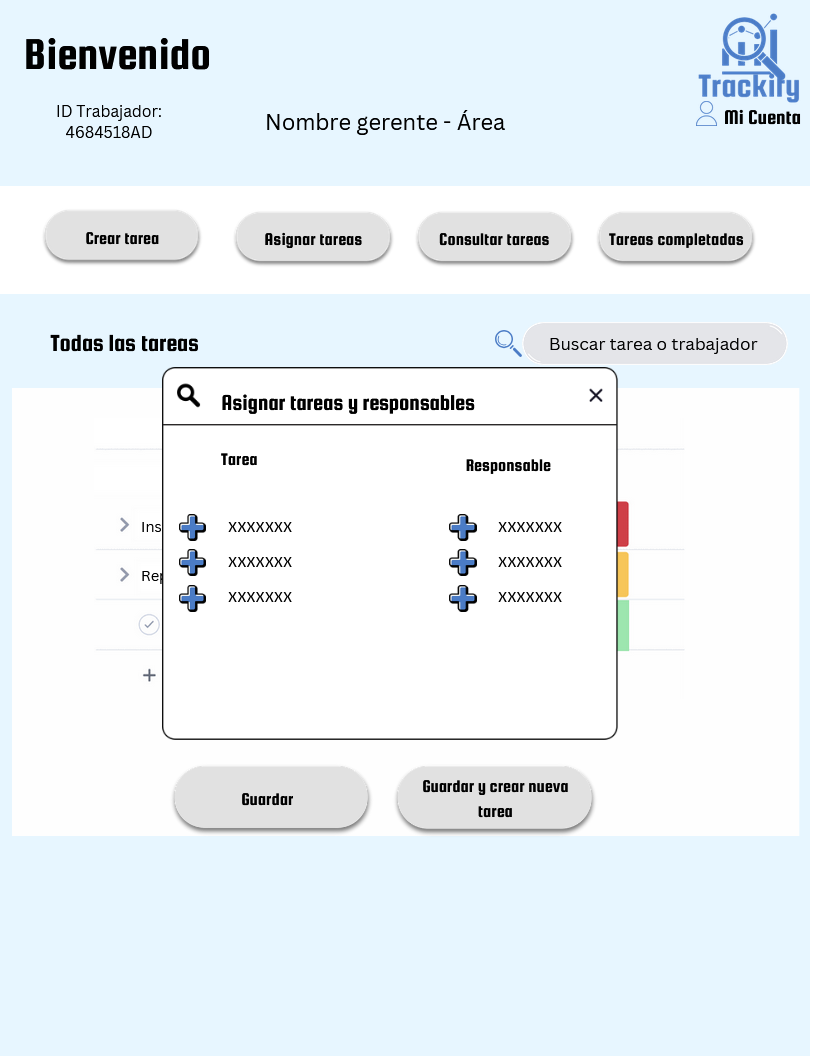 Bienvenido
Trackify
ID Trabajador:
4684518AD
Nombre gerente - Área
Mi Cuenta
Crear tarea
Asignar tareas
Consultar tareas
Tareas completadas
Todas las tareas
Buscar tarea o trabajador
Asignar tareas y responsables
Tarea
Responsable
Ins
XXXXXXX
XXXXXXX
Rep
XXXXXXX
XXXXXXX
XXXXXXX
XXXXXXX
Guardar
Guardar y crear nueva
tarea